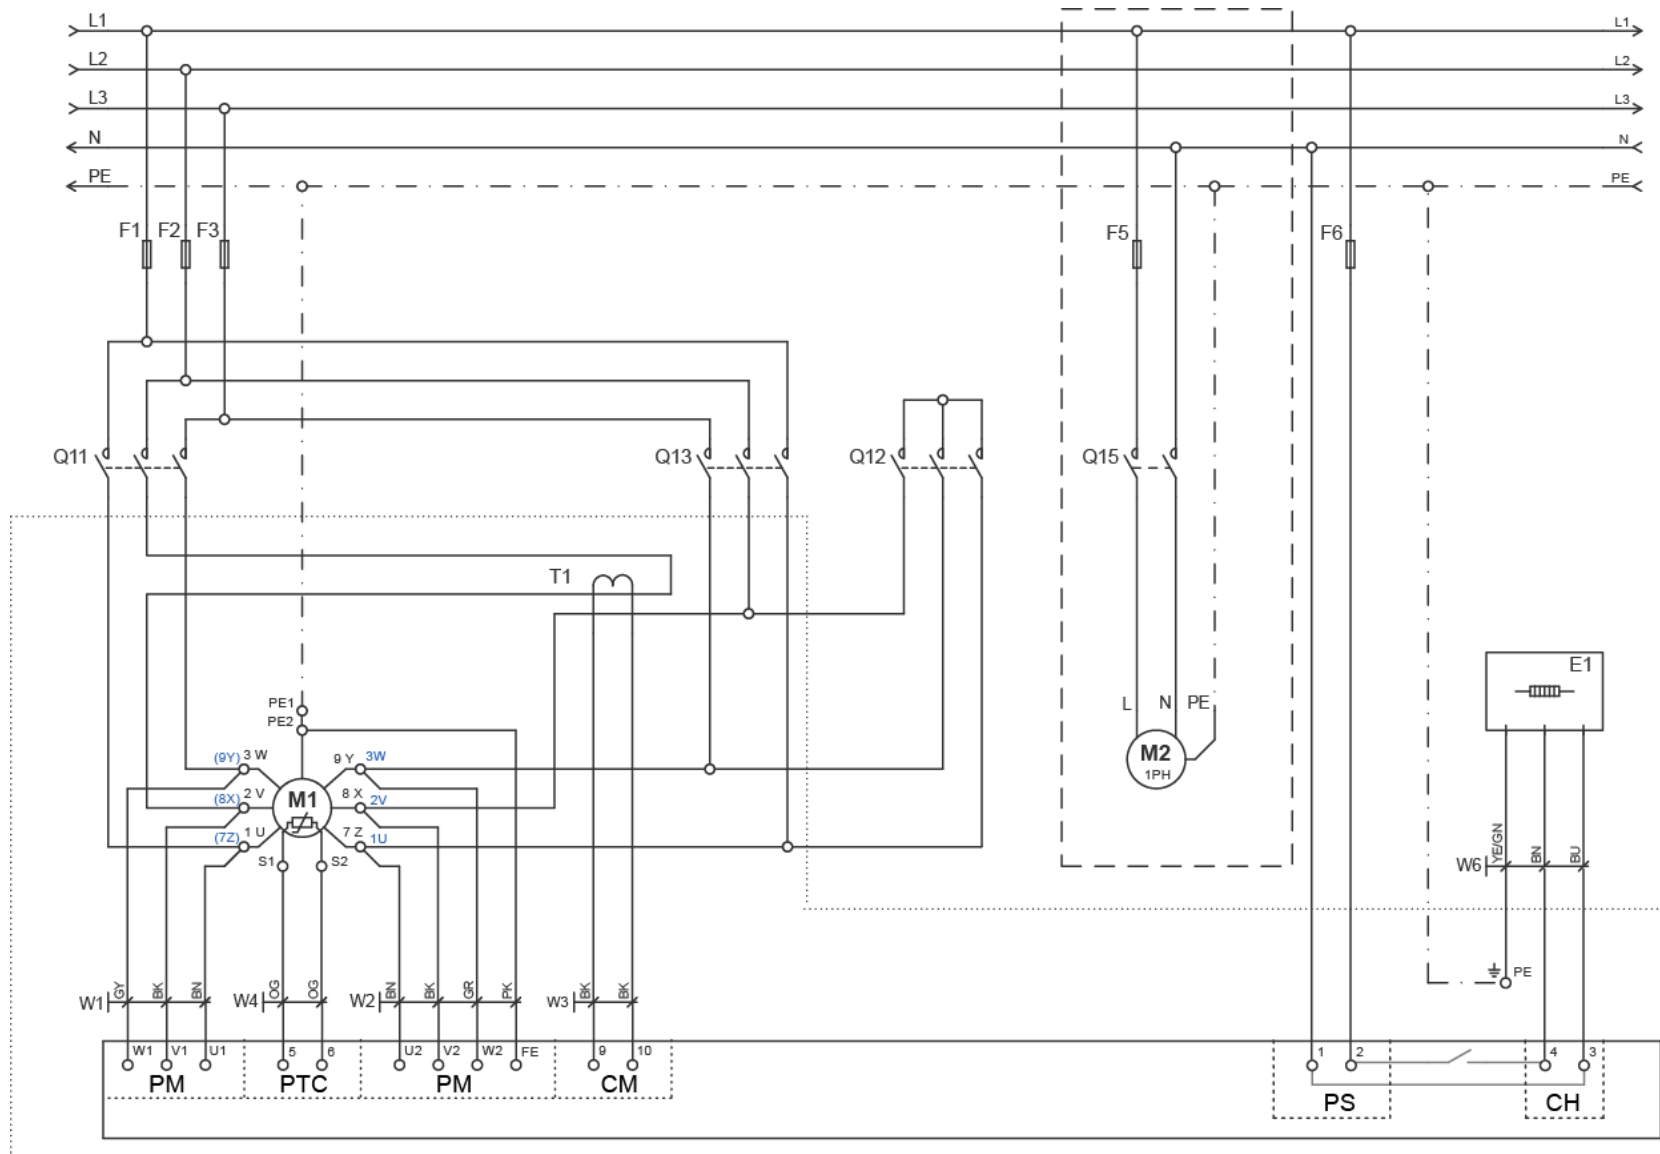 L1 L1
L2 L2
L3 L3
N N
PE PE
F1 F2 F3 F5 F6
Q11 Q13 Q12 Q15
T1
E1
PE1
PE2
L N PE
(9Y) 3 W 9 Y 3W
M2
1PH
(8X) 2 V M1 8 X 2V
(7Z) 1 U 7 Z 1U
S1 S2
W6 YE/GN BN BU
PE
W1 GY BK BN W4 OG OG W2 BN BK GR PK W3 BK BK
W1 V1 U1 5 6 U2 V2 W2 FE 9 10 1 2 4 3
PM PTC PM CM
PS CH